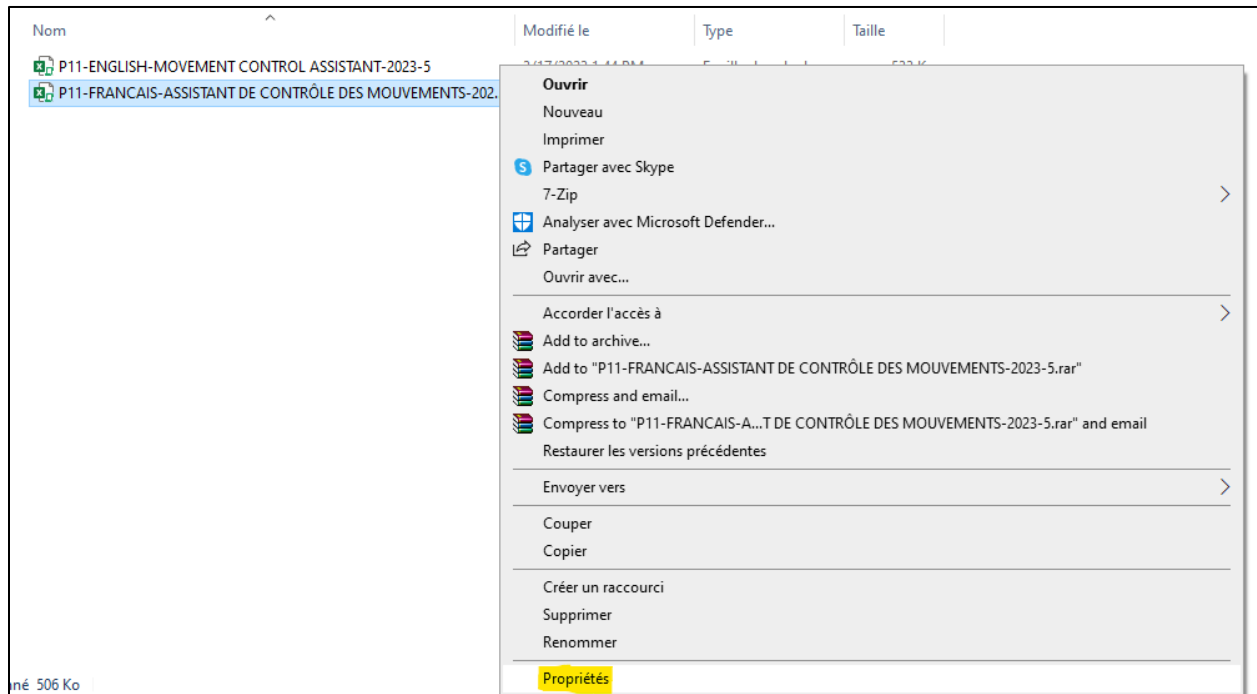 Nom Modifié le Type Taille
P11-ENGLISH-MOVEMENT CONTROL ASSISTANT-2023-5
P11-FRANCAIS-ASSISTANT DE CONTRÔLE DES MOUVEMENTS-202.
Ouvrir
Nouveau
Imprimer
Partager avec Skype
7-Zip
Analyser avec Microsoft Defender...
Partager
Ouvrir avec...
Accorder l'accès à
Add to archive...
Add to "P11-FRANCAIS-ASSISTANT DE CONTRÔLE DES MOUVEMENTS-2023-5.rar"
Compress and email...
Compress to "P11-FRANCAIS-A...T DE CONTRÔLE DES MOUVEMENTS-2023-5.rar" and email
Restaurer les versions précédentes
Envoyer vers
Couper
Copier
Créer un raccourci
Supprimer
Renommer
Propriétés
506 Ko